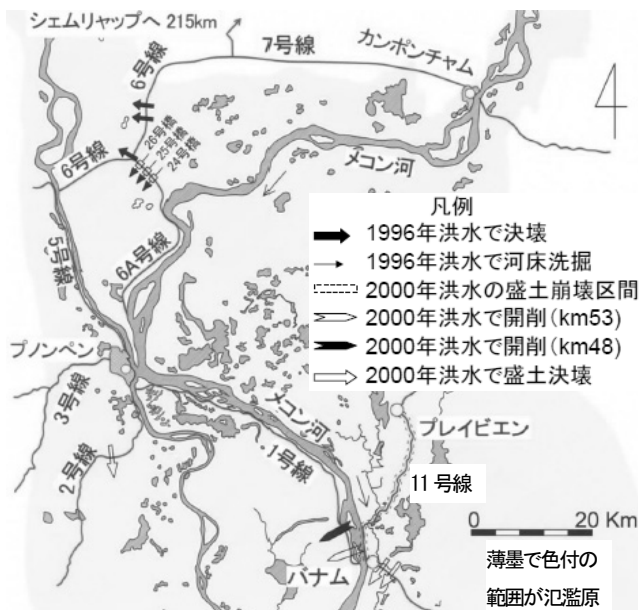 シェムリャップへ 215km
7号線
カンポンチャム
6号線
26号橋
25号橋
24号橋
6号線
メコン河
凡例
1996年洪水で決壊
1996年洪水で河床洗掘
2000年洪水の盛土崩壊区間
2000年洪水で開削(km53)
2000年洪水で開削(km48)
2000年洪水で盛土決壊
5号線
6A号線
プノンペン
メコン河
3号線
2号線
1号線
プレイビエン
11号線
0 20 Km
バナム
薄墨で色付の
範囲が氾濫原